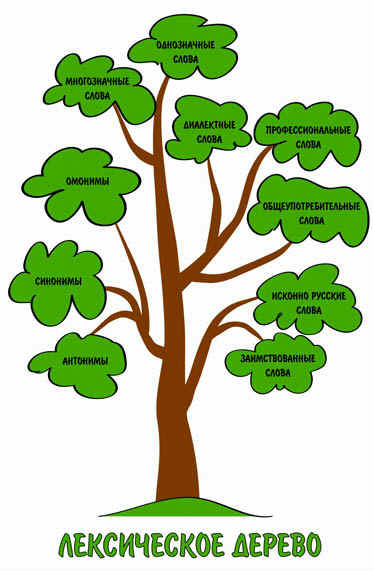 ОДНОЗНАЧНЫЕ
СЛОВА
МНОГОЗНАЧНЫЕ
СЛОВА
ДИАЛЕКТНЫЕ
СЛОВА
ПРОФЕССИОНАЛЬНЫЕ
СЛОВА
ОМОНИМЫ
ОБЩЕУПОТРЕБИТЕЛЬНЫЕ
СЛОВА
СИНОНИМЫ
ИСКОННО РУССКИЕ
СЛОВА
АНТОНИМЫ
ЗАИМСТВОВАННЫЕ
СЛОВА
ЛЕКСИЧЕСКОЕ ДЕРЕВО